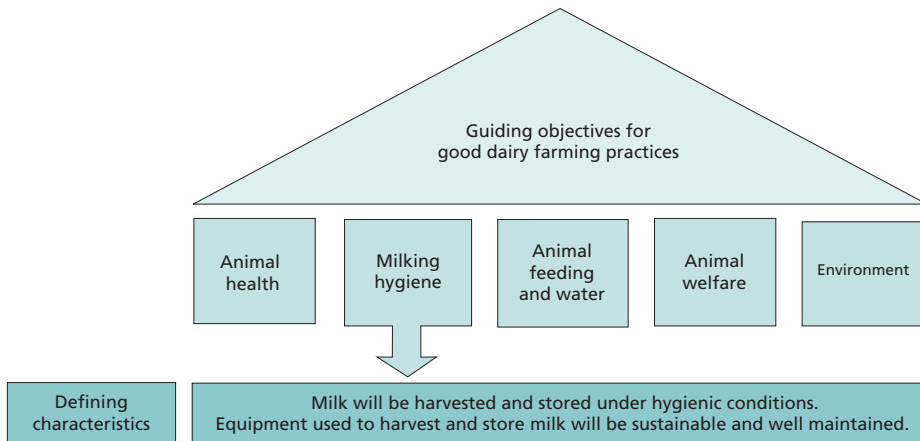 Guiding objectives for
good dairy farming practices
Animal
health
Milking
hygiene
Animal
feeding
and water
Animal
welfare
Environment
Defining
characteristics
Milk will be harvested and stored under hygienic conditions.
Equipment used to harvest and store milk will be sustainable and well maintained.